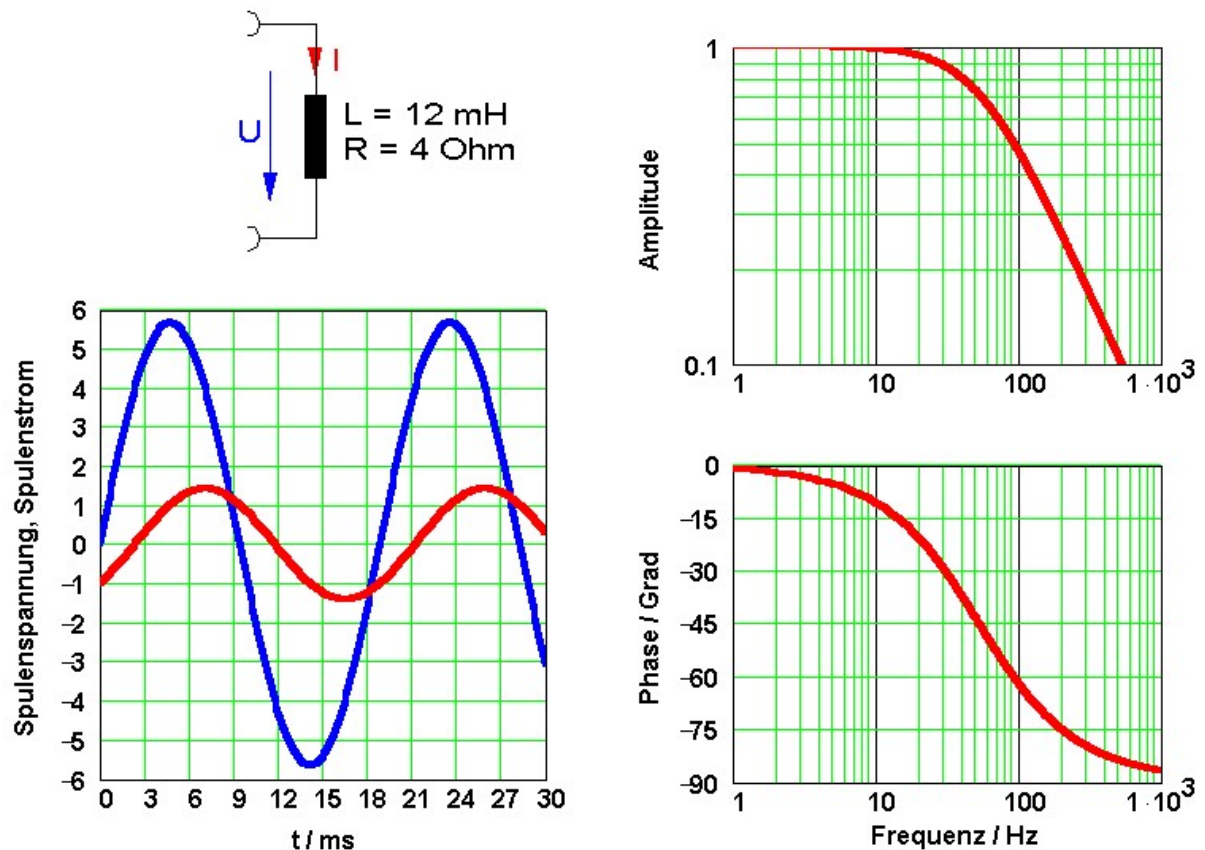 I
U
L = 12 mH
R = 4 Ohm
Spulenspannung, Spulenstrom
6
5
4
3
2
1
0
−1
−2
−3
−4
−5
−6
0 3 6 9 12 15 18 21 24 27 30
t / ms
Amplitude
1
0.1
1 10 100 1·10³
Phase / Grad
0
−15
−30
−45
−60
−75
−90
1 10 100 1·10³
Frequenz / Hz